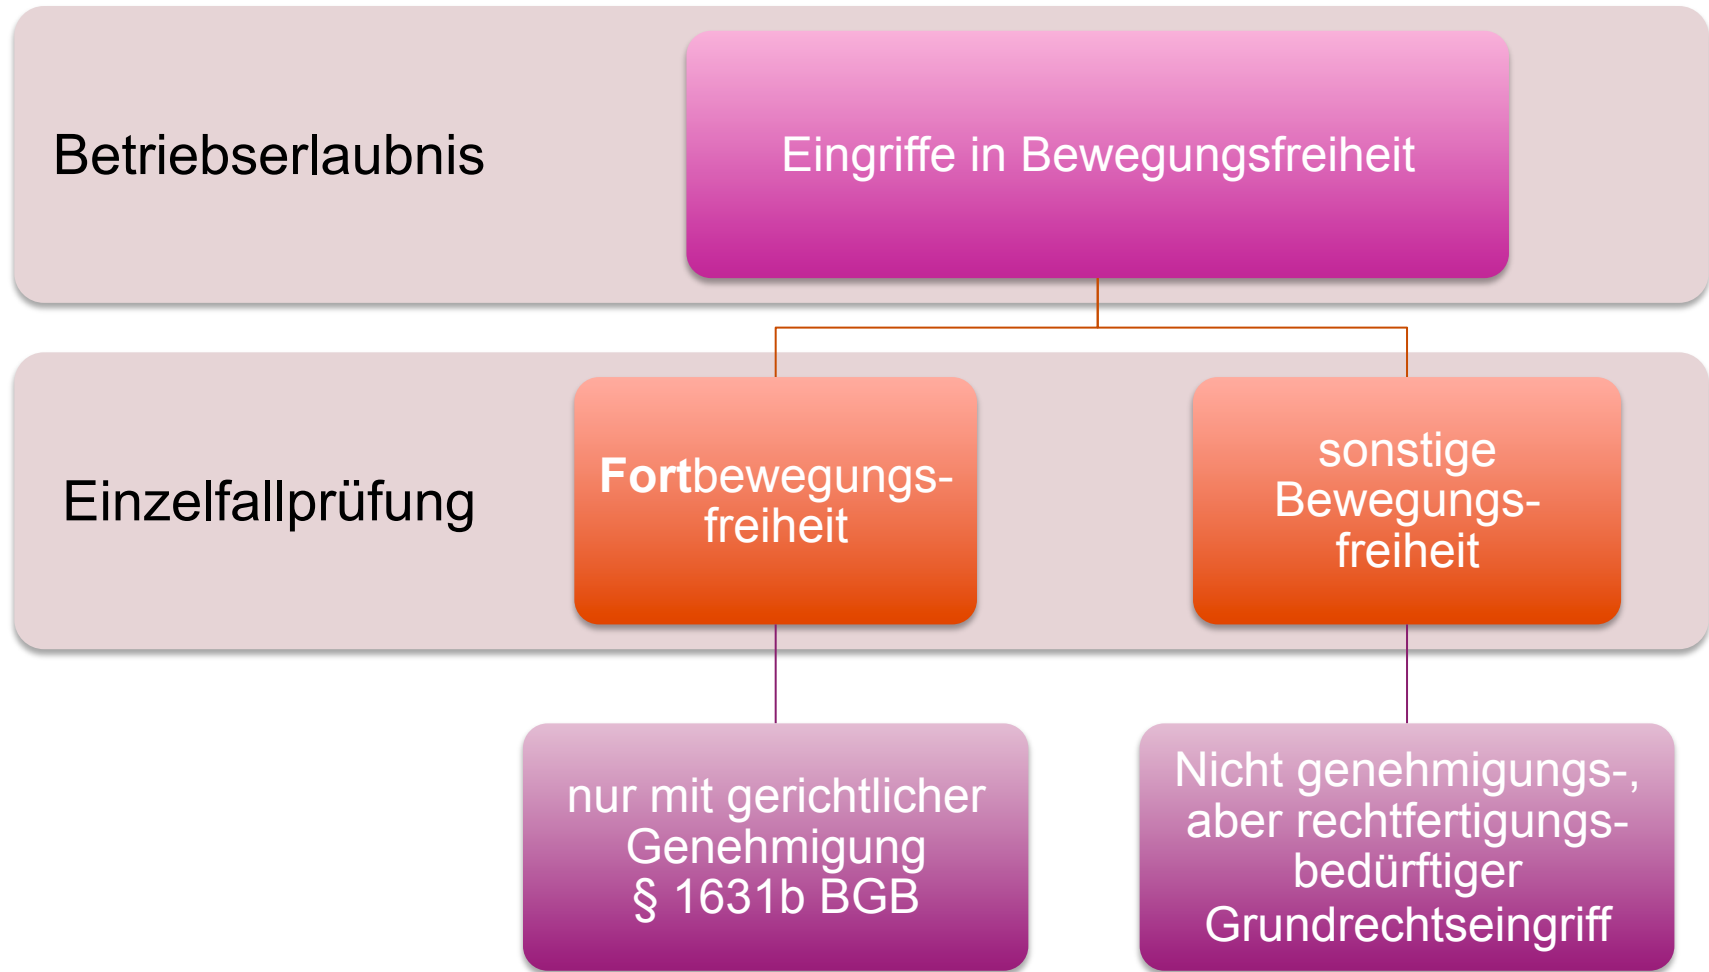 Betriebserlaubnis
Eingriffe in Bewegungsfreiheit
Einzelfallprüfung
Fortbewegungs-
freiheit
sonstige
Bewegungs-
freiheit
nur mit gerichtlicher
Genehmigung
§ 1631b BGB
Nicht genehmigungs-,
aber rechtfertigungs-
bedürftiger
Grundrechtseingriff